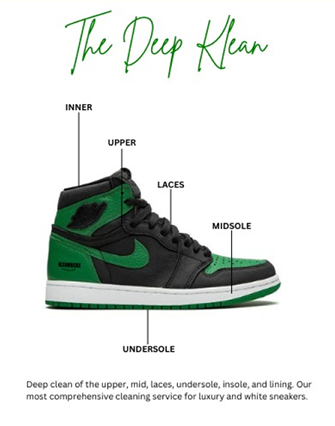 The Deep Klean
INNER
UPPER
LACES
MIDSOLE
UNDERSOLE
Deep clean of the upper, mid, laces, undersole, insole, and lining. Our
most comprehensive cleaning service for luxury and white sneakers.